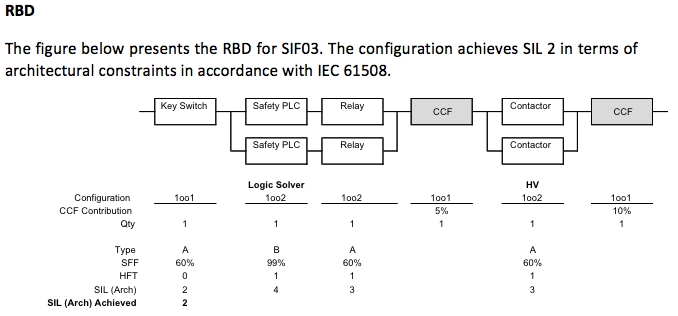 RBD
The figure below presents the RBD for SIF03. The configuration achieves SIL 2 in terms of
architectural constraints in accordance with IEC 61508.
Key Switch Safety PLC Relay CCF Contactor CCF
Safety PLC Relay Contactor
Logic Solver HV
Configuration 1oo1 1oo2 1oo2 1oo1 1oo2 1oo1
CCF Contribution 5% 10%
Qty 1 1 1 1 1 1
Type A B A A
SFF 60% 99% 60% 60%
HFT 0 1 1 1
SIL (Arch) 2 4 3 3
SIL (Arch) Achieved 2